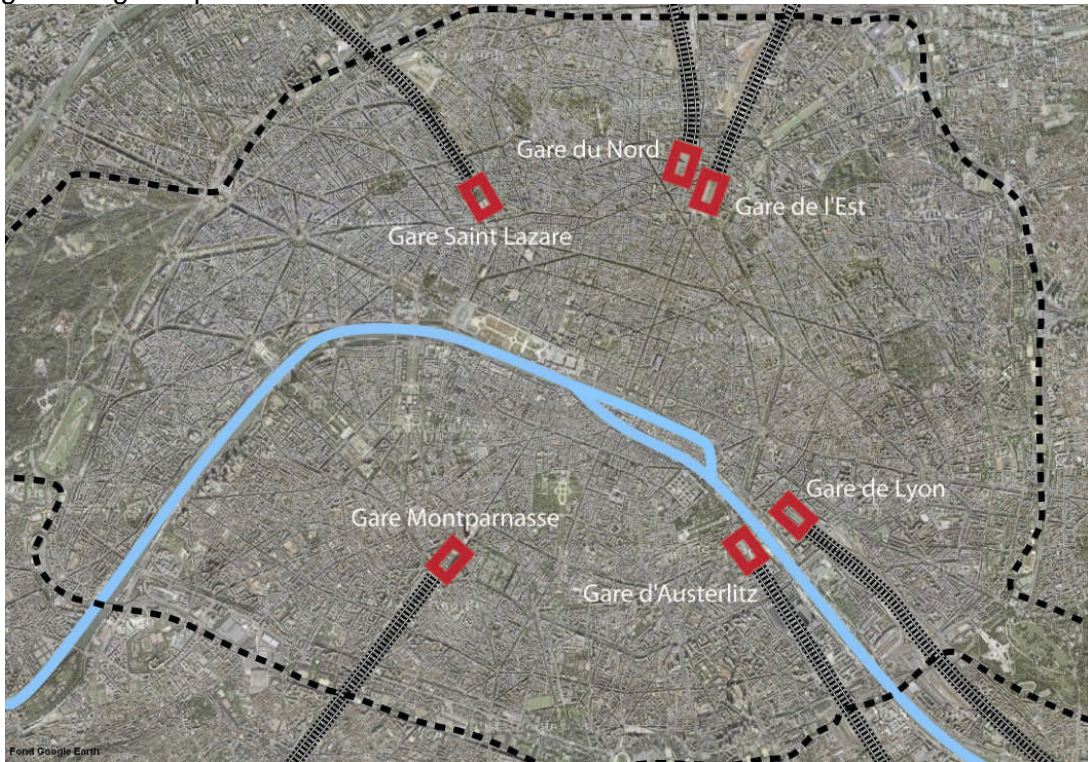 Gare du Nord
Gare de l'Est
Gare Saint Lazare
Gare de Lyon
Gare Montparnasse
Gare d'Austerlitz
Fond Google Earth